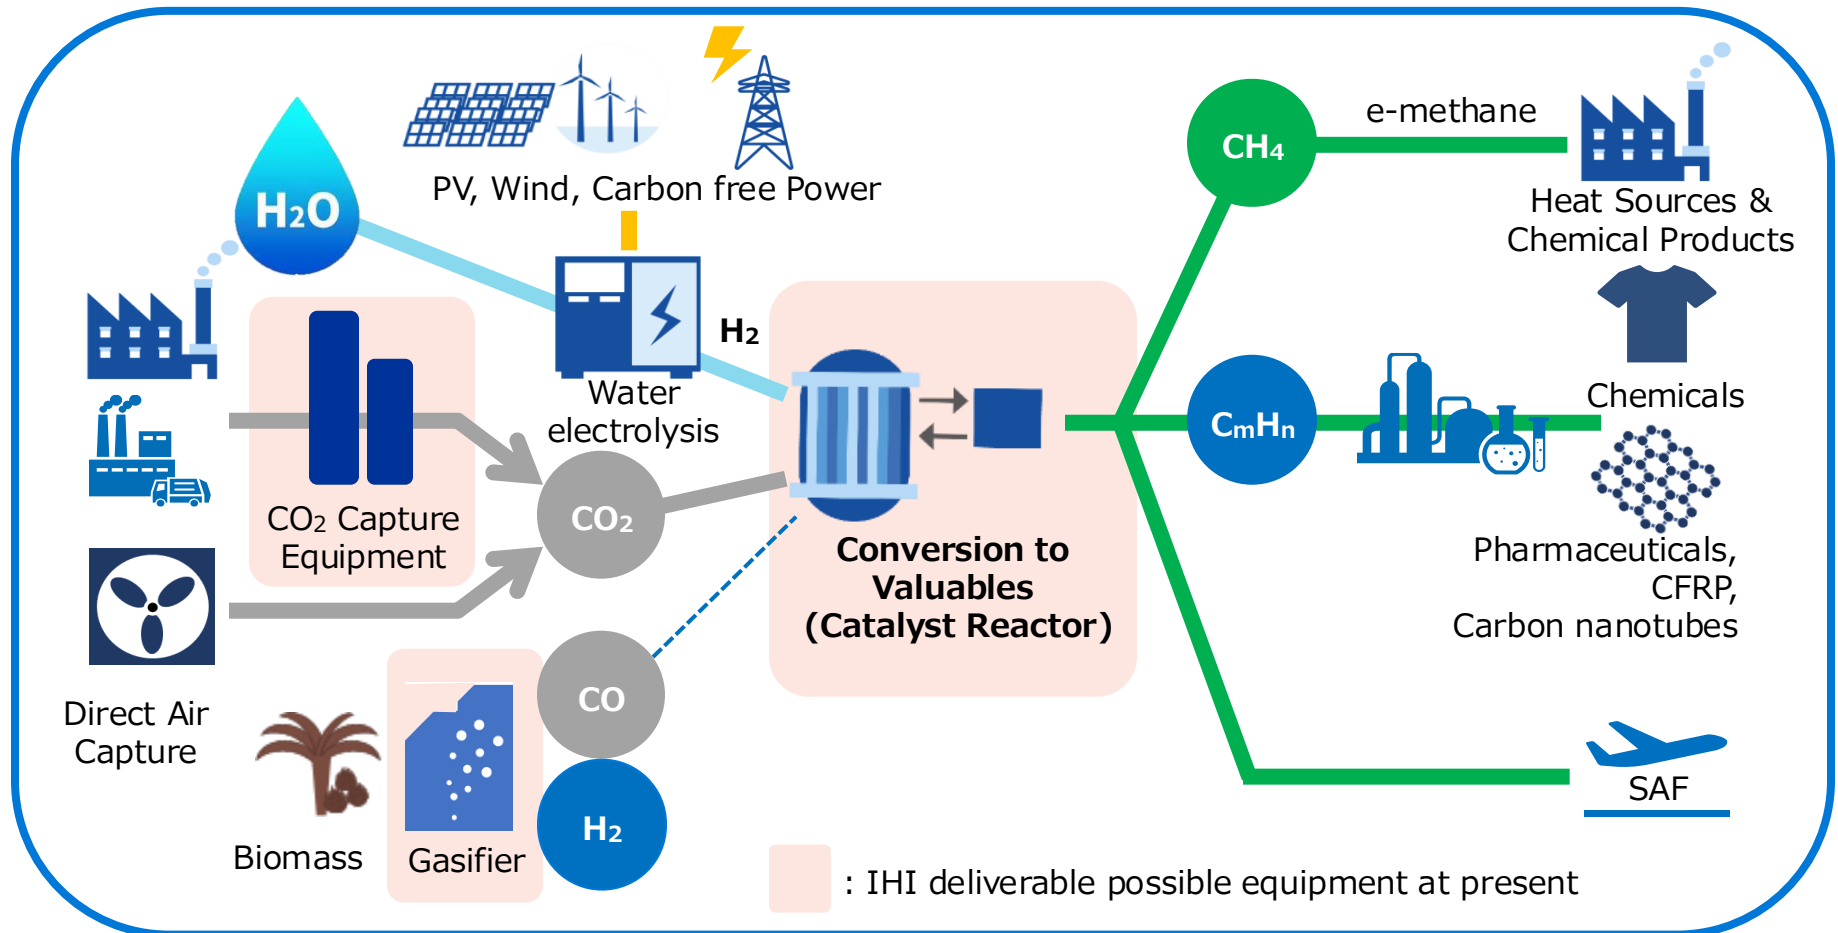 PV, Wind, Carbon free Power
H₂O
H₂
Water
electrolysis
CO₂ Capture
Equipment
CO₂
Direct Air
Capture
Biomass
Gasifier
CO
H₂
Conversion to
Valuables
(Catalyst Reactor)
CH₄
e-methane
Heat Sources &
Chemical Products
CₘHₙ
Chemicals
Pharmaceuticals,
CFRP,
Carbon nanotubes
SAF
: IHI deliverable possible equipment at present